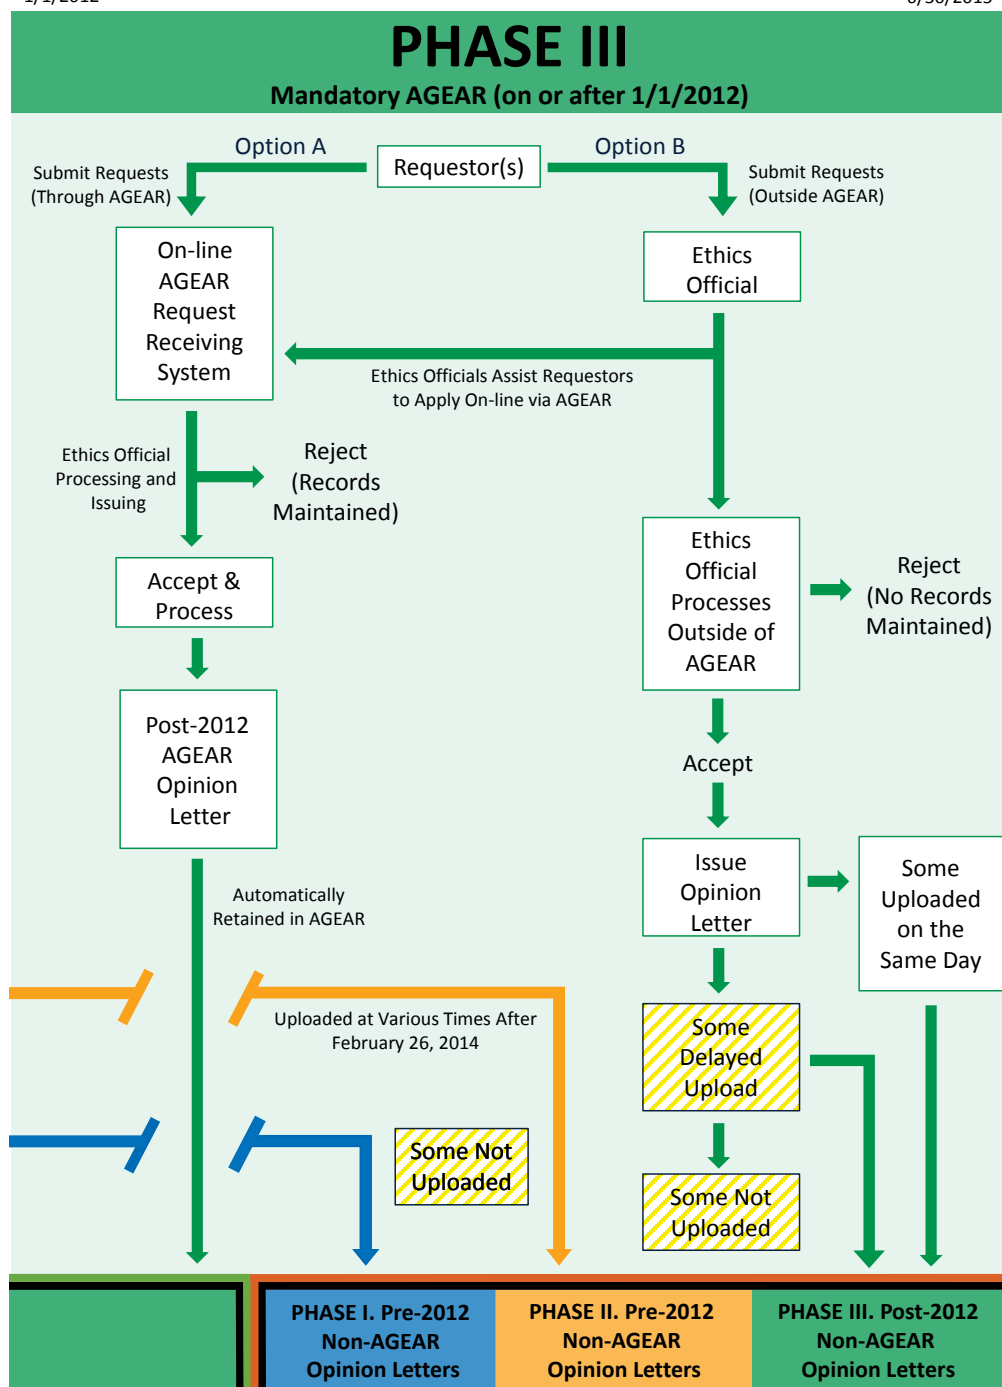 1/1/2012
6/30/2015
PHASE III
Mandatory AGEAR (on or after 1/1/2012)
Option A
Requestor(s)
Option B
Submit Requests
(Through AGEAR)
Submit Requests
(Outside AGEAR)
On-line
AGEAR
Request
Receiving
System
Ethics
Official
Ethics Officials Assist Requestors
to Apply On-line via AGEAR
Ethics Official
Processing and
Issuing
Reject
(Records
Maintained)
Accept &
Process
Ethics
Official
Processes
Outside of
AGEAR
Reject
(No Records
Maintained)
Post-2012
AGEAR
Opinion
Letter
Accept
Issue
Opinion
Letter
Some
Uploaded
on the
Same Day
Automatically
Retained in AGEAR
Uploaded at Various Times After
February 26, 2014
Some
Delayed
Upload
Some Not
Uploaded
Some Not
Uploaded
PHASE I. Pre-2012
Non-AGEAR
Opinion Letters
PHASE II. Pre-2012
Non-AGEAR
Opinion Letters
PHASE III. Post-2012
Non-AGEAR
Opinion Letters